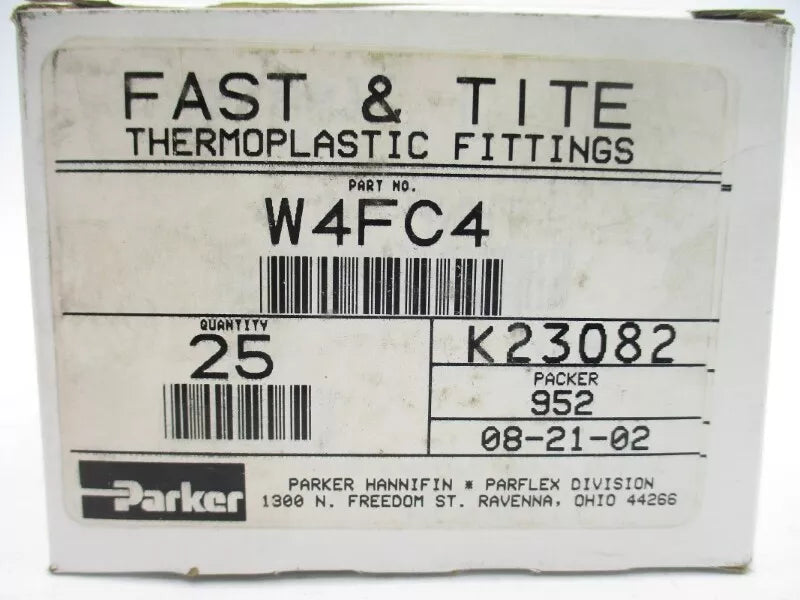 FAST & TITE
THERMOPLASTIC FITTINGS
PART NO.
W4FC4
QUANTITY
25
K23082
PACKER
952
08-21-02
Parker
PARKER HANNIFIN * PARFLEX DIVISION
1300 N. FREEDOM ST. RAVENNA, OHIO 44266